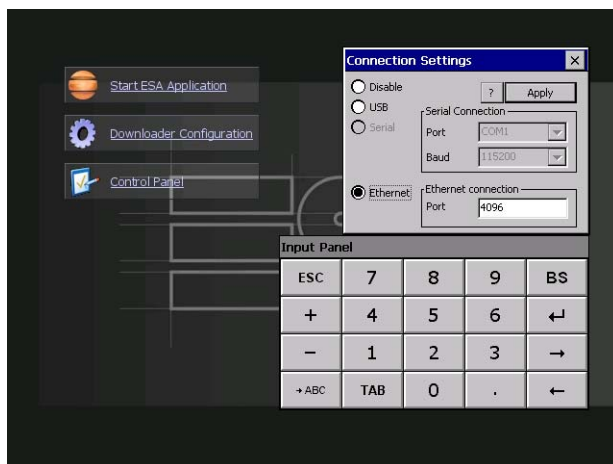 Start ESA Application
Downloader Configuration
Control Panel
Connection Settings
Disable
USB
Serial
? Apply
Serial Connection
Port COM1
Baud 115200
Ethernet
Ethernet connection
Port 4096
Input Panel
ESC 7 8 9 BS
+ 4 5 6 ↵
- 1 2 3 →
→ABC TAB 0 . ←